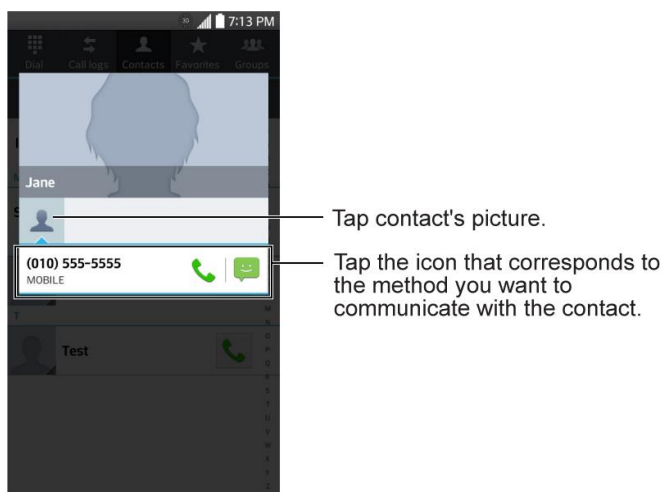 3G 7:13 PM
Dial Call logs Contacts Favorites Groups
Jane
Tap contact's picture.
(010) 555-5555
MOBILE
Tap the icon that corresponds to
the method you want to
communicate with the contact.
T
Test
M
N
O
P
Q
R
S
T
U
V
W
X
Y
Z